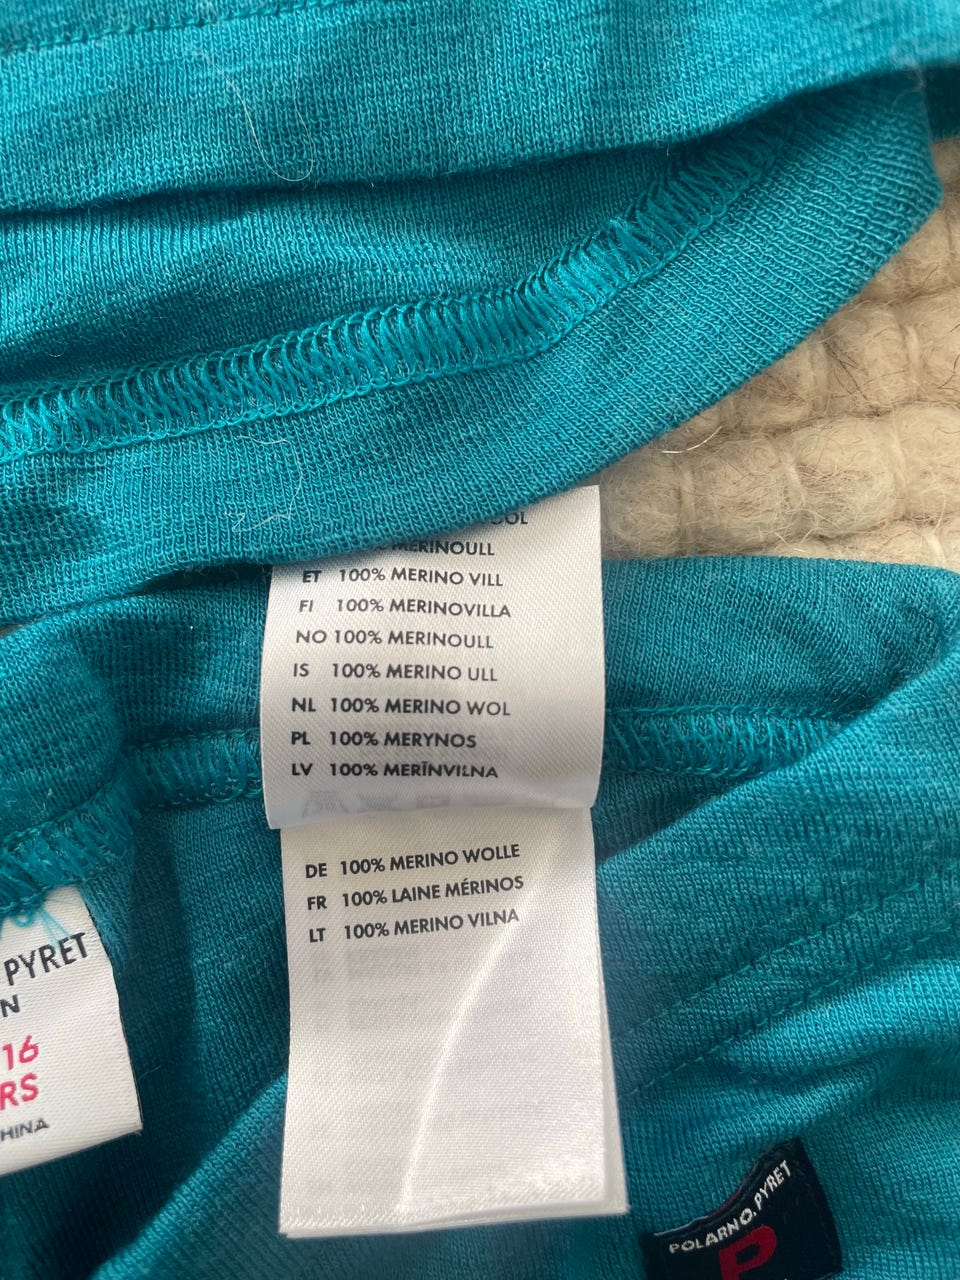 MERINOULL
ET 100% MERINO VILL
FI 100% MERINOVILLA
NO 100% MERINOULL
IS 100% MERINO ULL
NL 100% MERINO WOL
PL 100% MERYNOS
LV 100% MERĪNVILNA
DE 100% MERINO WOLLE
FR 100% LAINE MÉRINOS
LT 100% MERINO VILNA
PYRET
16
POLARN O. PYRET
P